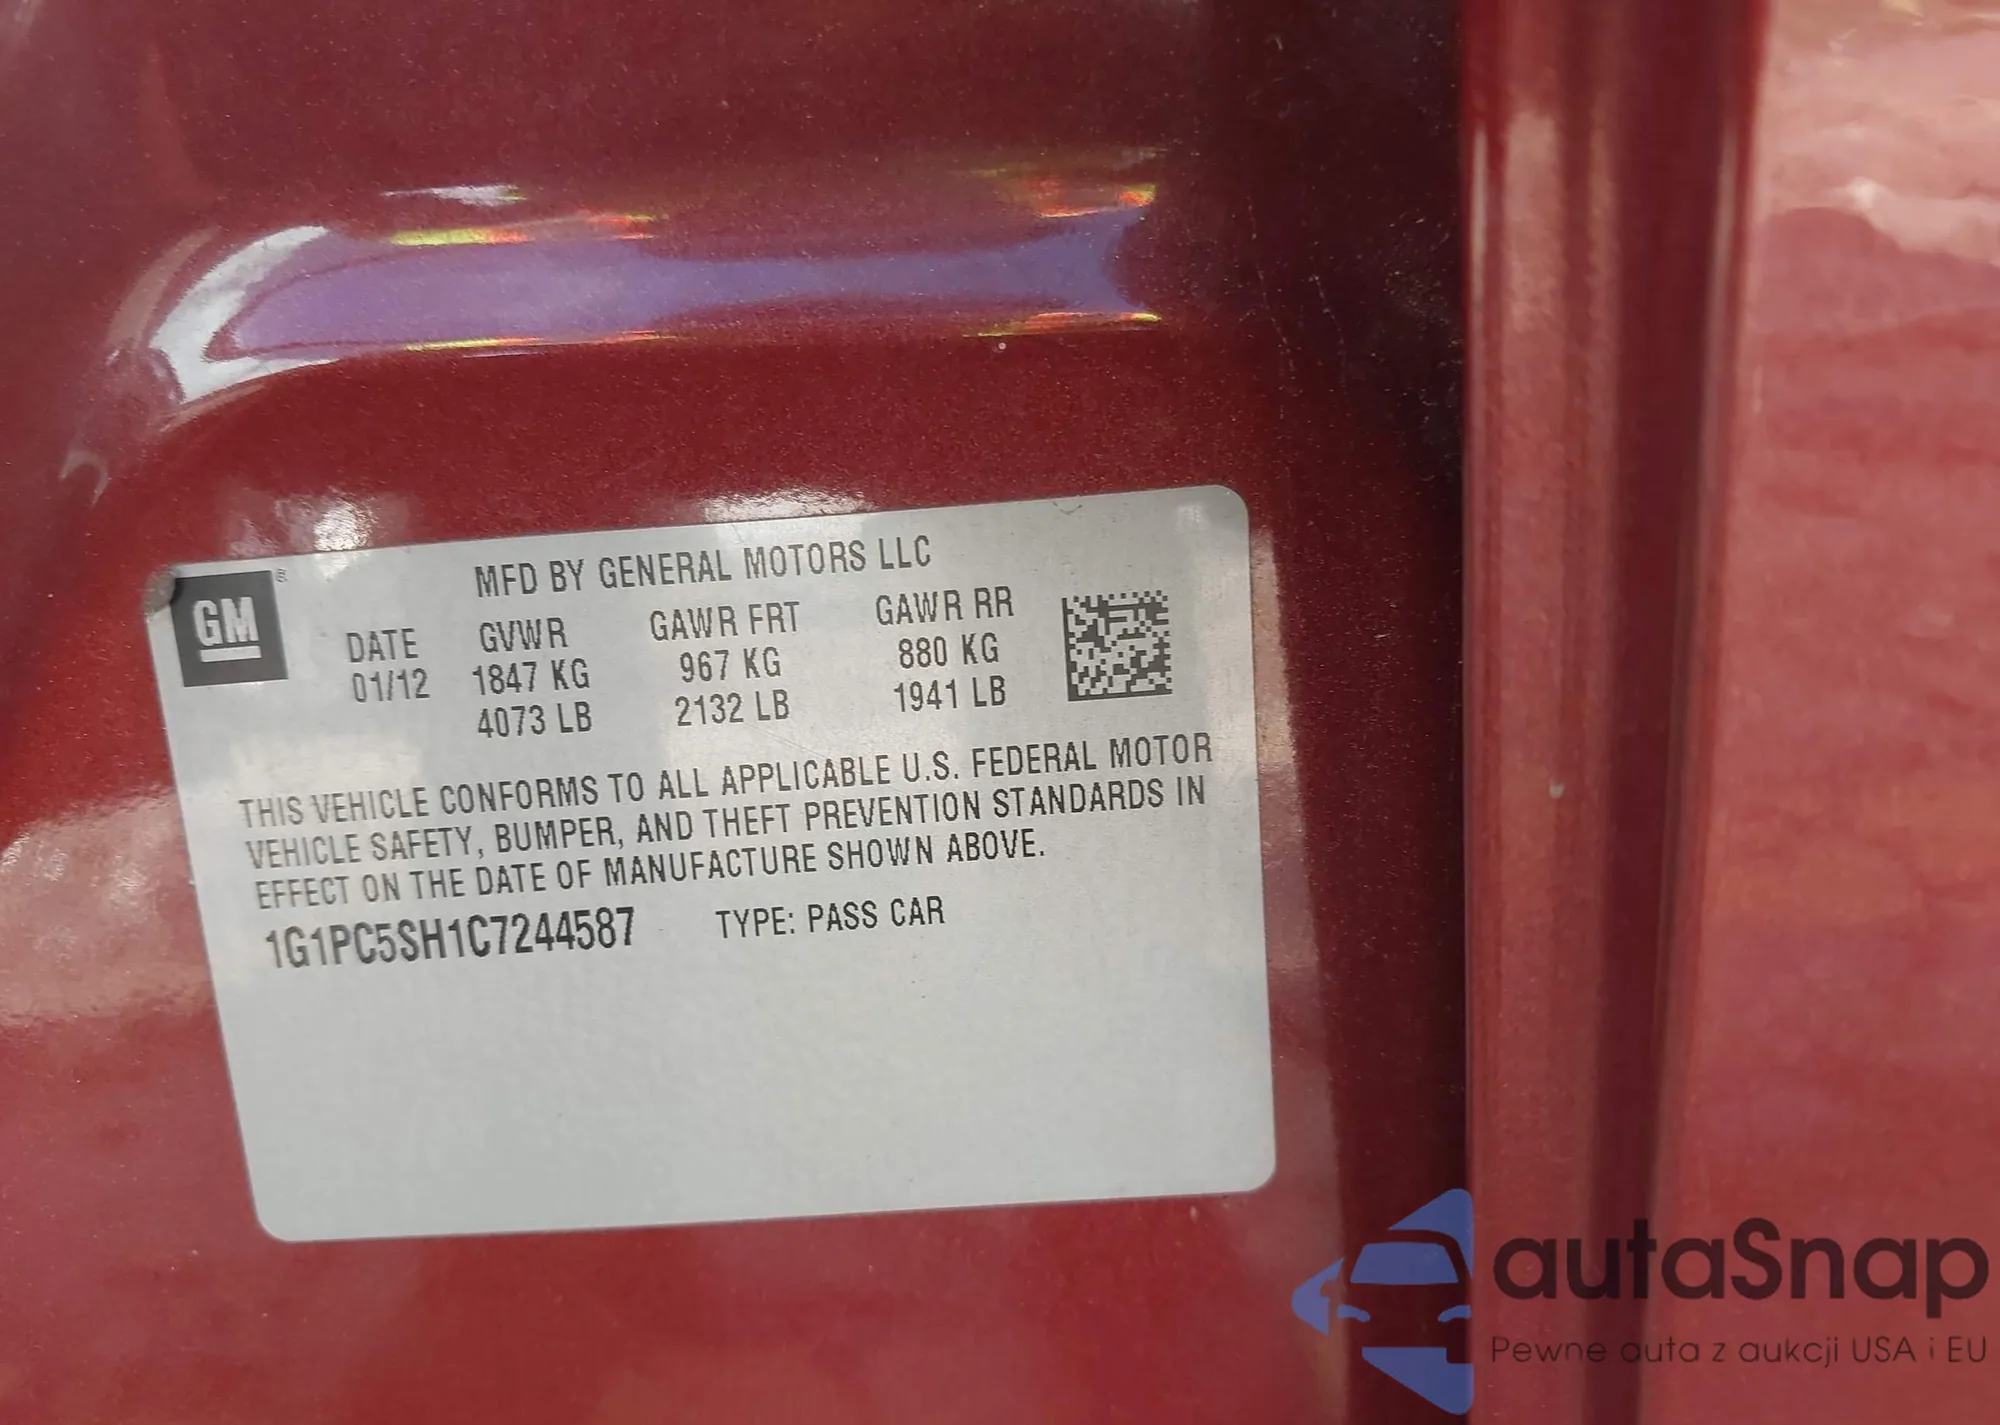 MFD BY GENERAL MOTORS LLC
GM ®
DATE GVWR GAWR FRT GAWR RR
01/12 1847 KG 967 KG 880 KG
4073 LB 2132 LB 1941 LB
THIS VEHICLE CONFORMS TO ALL APPLICABLE U.S. FEDERAL MOTOR
VEHICLE SAFETY, BUMPER, AND THEFT PREVENTION STANDARDS IN
EFFECT ON THE DATE OF MANUFACTURE SHOWN ABOVE.
1G1PC5SH1C7244587 TYPE: PASS CAR
autaSnap
Pewne auta z aukcji USA i EU